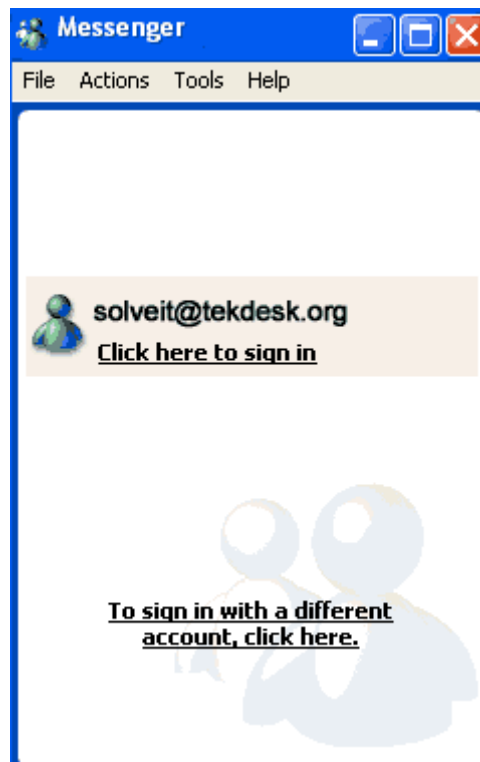 Messenger
File Actions Tools Help
solveit@tekdesk.org
Click here to sign in
To sign in with a different
account, click here.